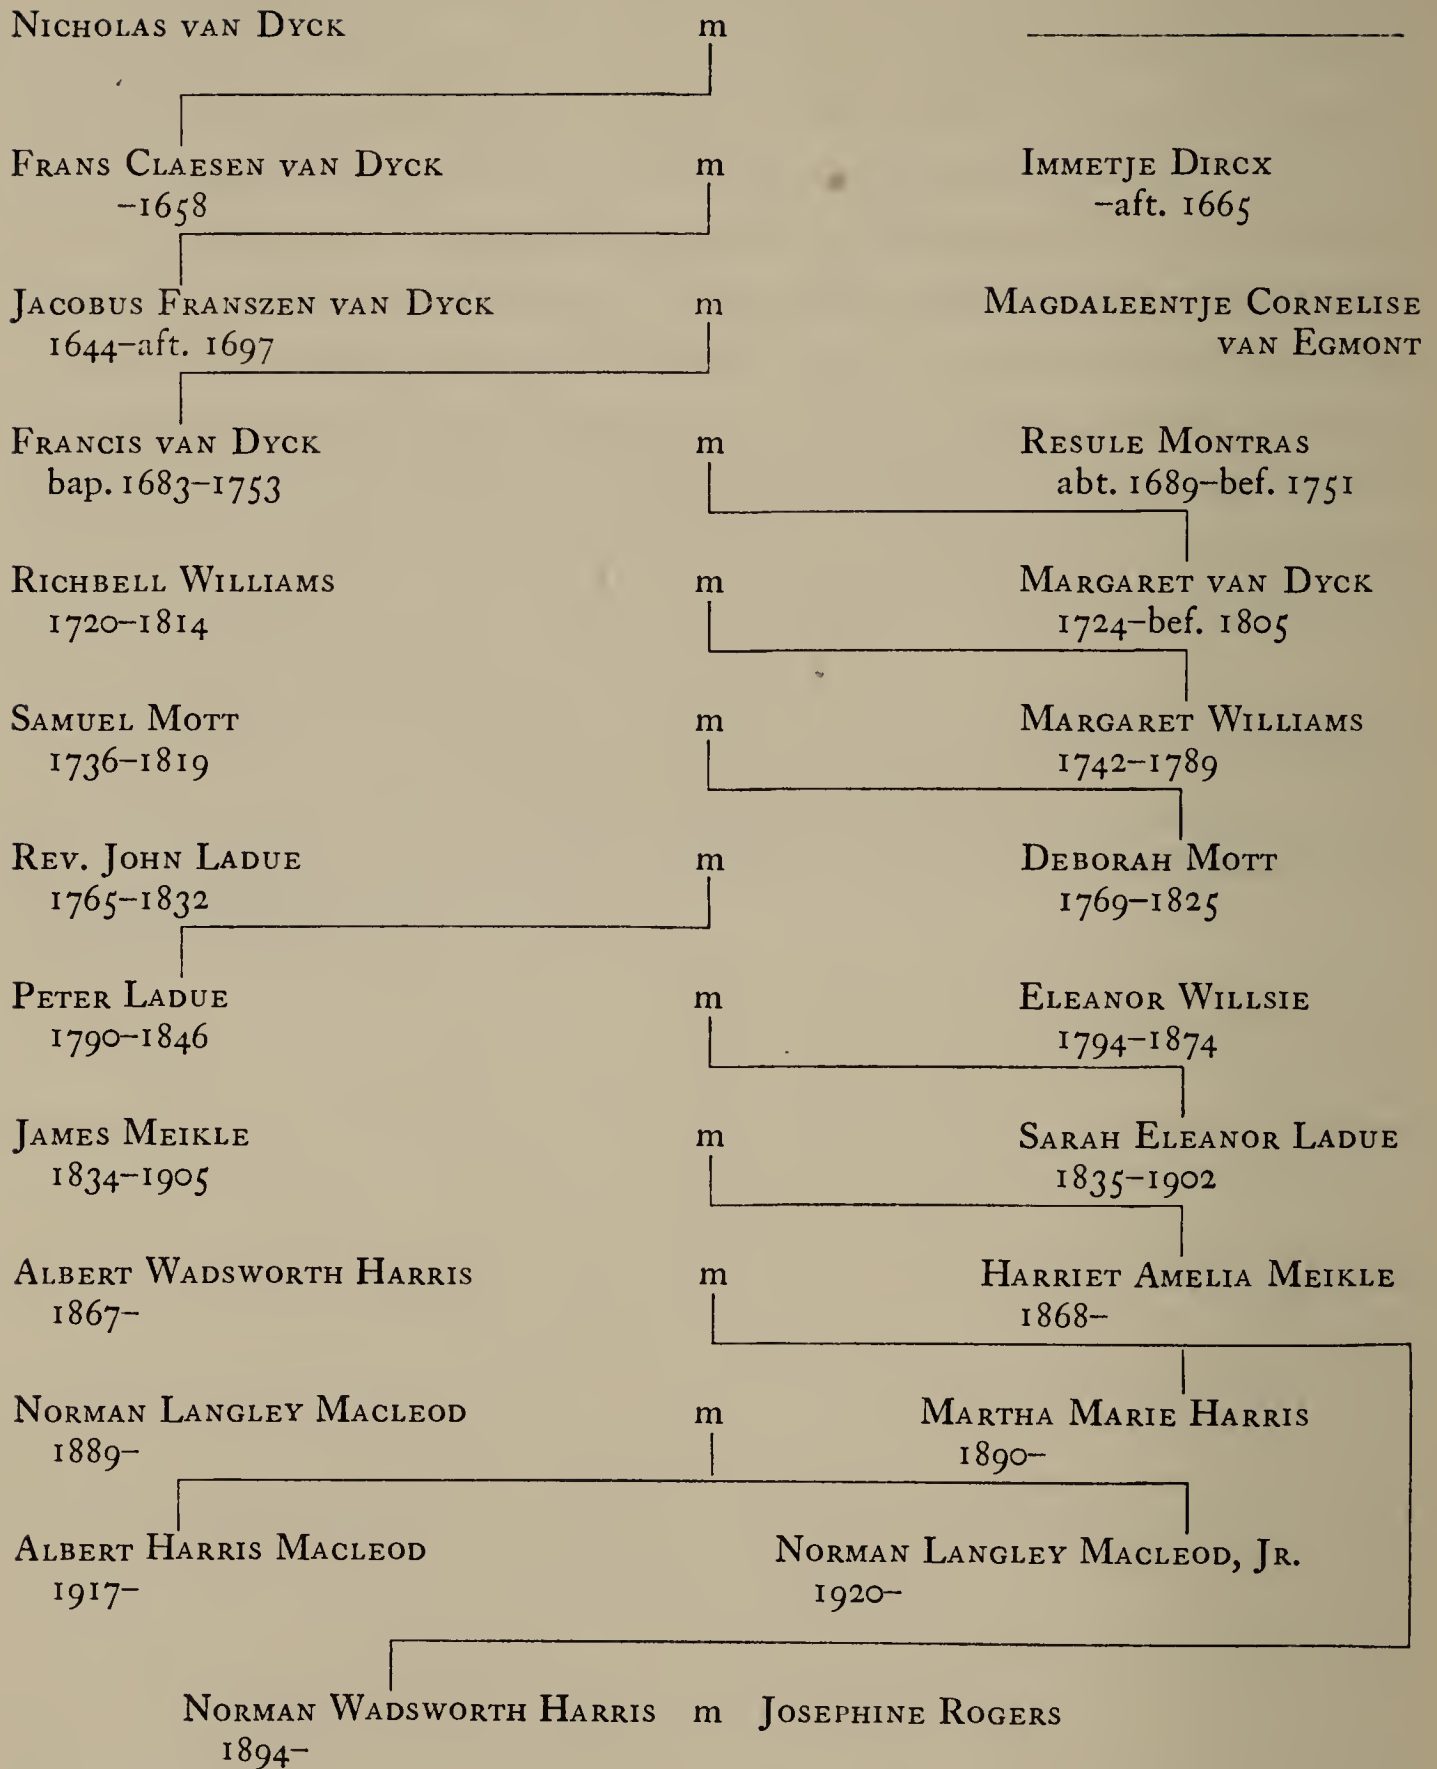 Nicholas van Dyck m
Frans Claesen van Dyck m Immetje Dircx
–1658 –aft. 1665
Jacobus Franszen van Dyck m Magdaleentje Cornelise
1644–aft. 1697 van Egmont
Francis van Dyck m Resule Montras
bap. 1683–1753 abt. 1689–bef. 1751
Richbell Williams m Margaret van Dyck
1720–1814 1724–bef. 1805
Samuel Mott m Margaret Williams
1736–1819 1742–1789
Rev. John Ladue m Deborah Mott
1765–1832 1769–1825
Peter Ladue m Eleanor Willsie
1790–1846 1794–1874
James Meikle m Sarah Eleanor Ladue
1834–1905 1835–1902
Albert Wadsworth Harris m Harriet Amelia Meikle
1867– 1868–
Norman Langley Macleod m Martha Marie Harris
1889– 1890–
Albert Harris Macleod Norman Langley Macleod, Jr.
1917– 1920–
Norman Wadsworth Harris m Josephine Rogers
1894–